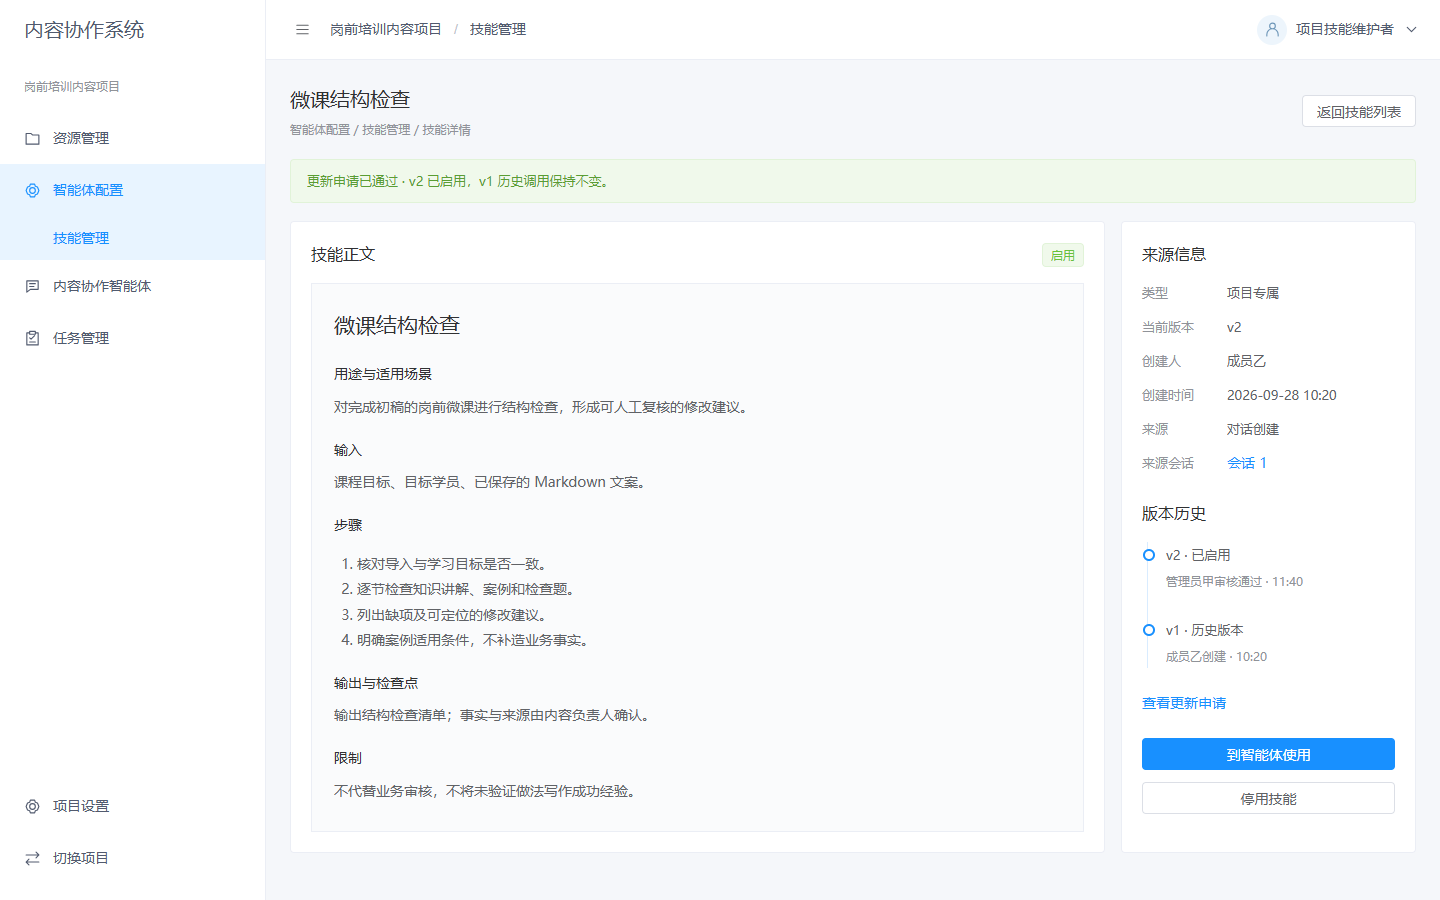 内容协作系统
岗前培训内容项目
资源管理
智能体配置
技能管理
内容协作智能体
任务管理
项目设置
切换项目
岗前培训内容项目 / 技能管理
项目技能维护者
微课结构检查
智能体配置 / 技能管理 / 技能详情
返回技能列表
更新申请已通过 · v2 已启用，v1 历史调用保持不变。
技能正文
启用
微课结构检查
用途与适用场景
对完成初稿的岗前微课进行结构检查，形成可人工复核的修改建议。
输入
课程目标、目标学员、已保存的 Markdown 文案。
步骤
1. 核对导入与学习目标是否一致。
2. 逐节检查知识讲解、案例和检查题。
3. 列出缺项及可定位的修改建议。
4. 明确案例适用条件，不补造业务事实。
输出与检查点
输出结构检查清单；事实与来源由内容负责人确认。
限制
不代替业务审核，不将未验证做法写作成功经验。
来源信息
类型 项目专属
当前版本 v2
创建人 成员乙
创建时间 2026-09-28 10:20
来源 对话创建
来源会话 会话 1
版本历史
v2 · 已启用
管理员甲审核通过 · 11:40
v1 · 历史版本
成员乙创建 · 10:20
查看更新申请
到智能体使用
停用技能